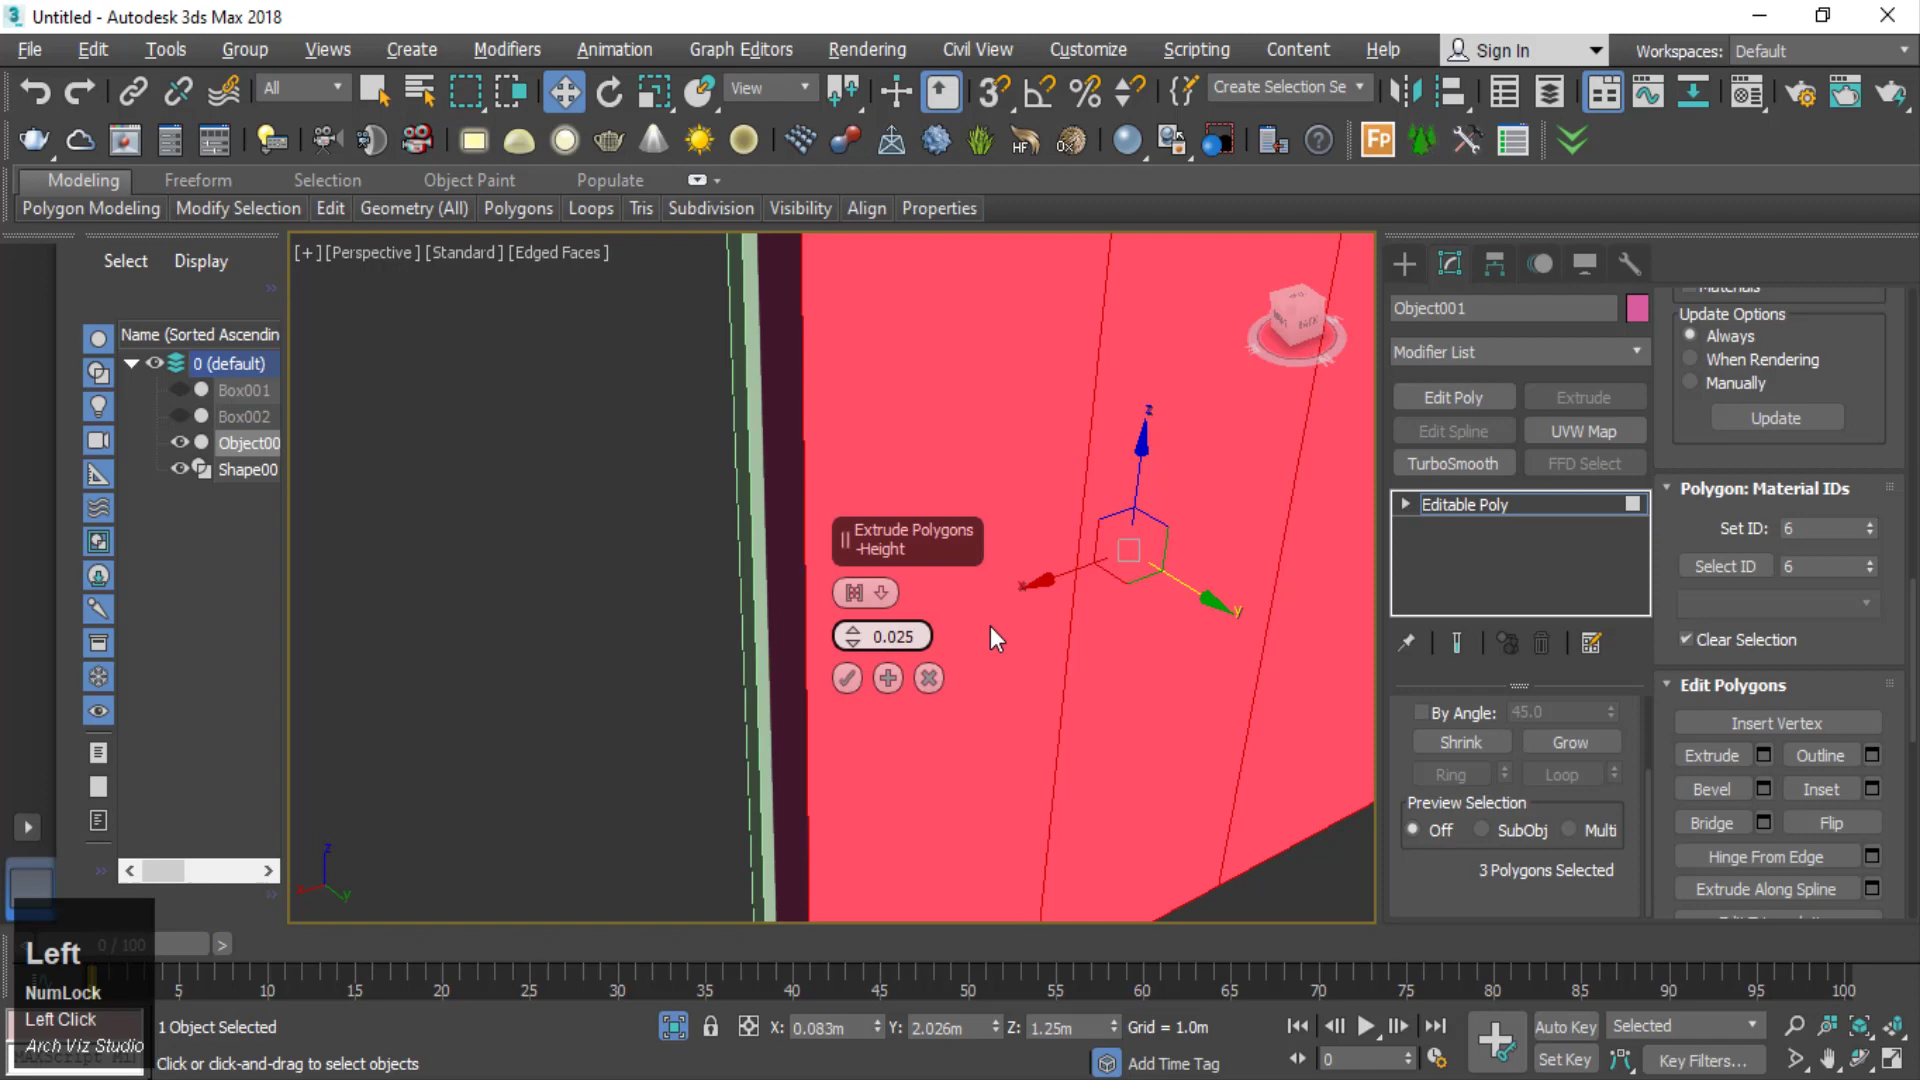 Untitled - Autodesk 3ds Max 2018
File Edit Tools Group Views Create Modifiers Animation Graph Editors Rendering Civil View Customize Scripting Content Help Sign In Workspaces: Default
All View Create Selection Se
Modeling Freeform Selection Object Paint Populate
Polygon Modeling Modify Selection Edit Geometry (All) Polygons Loops Tris Subdivision Visibility Align Properties
Select Display
Name (Sorted Ascendin
0 (default)
Box001
Box002
Object00
Shape00
[+] [Perspective ] [Standard ] [Edged Faces ]
Extrude Polygons
-Height
0.025
z
x
y
z
x
y
BACK
Object001
Modifier List
Edit Poly Extrude
Edit Spline UVW Map
TurboSmooth FFD Select
Editable Poly
By Angle: 45.0
Shrink Grow
Ring Loop
Preview Selection
Off SubObj Multi
3 Polygons Selected
Materials
Update Options
Always
When Rendering
Manually
Update
Polygon: Material IDs
Set ID: 6
Select ID 6
Clear Selection
Edit Polygons
Insert Vertex
Extrude Outline
Bevel Inset
Bridge Flip
Hinge From Edge
Extrude Along Spline
0 / 100 >
5 10 15 20 25 30 35 40 45 50 55 60 65 70 75 80 85 90 95 100
Left
NumLock
Left Click
Arch Viz Studio
1 Object Selected
Click or click-and-drag to select objects
X: 0.083m Y: 2.026m Z: 1.25m Grid = 1.0m
Add Time Tag
0
Auto Key Selected
Set Key Key Filters...